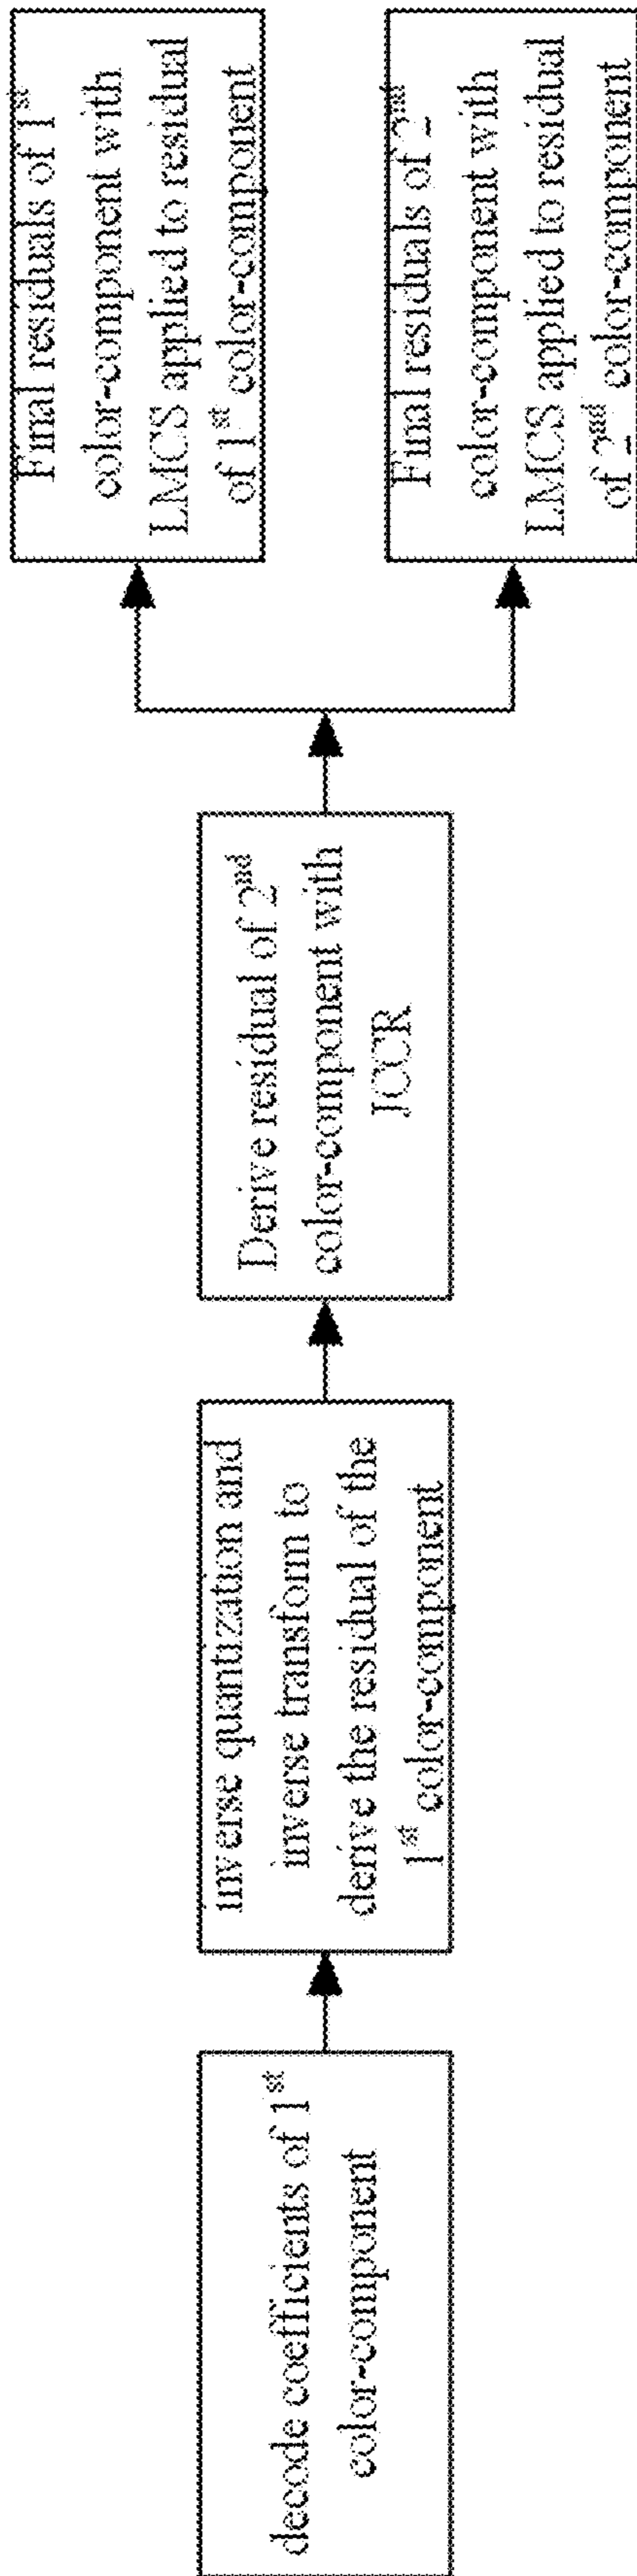 decode coefficients of 1st
color-component
inverse quantization and
inverse transform to
derive the residual of the
1st color-component
Derive residual of 2nd
color-component with
JCCR
Final residuals of 1st
color-component with
LMCS applied to residual
of 1st color-component
Final residues of 2nd
color-component with
LMCS applied to residual
of 2nd color-component